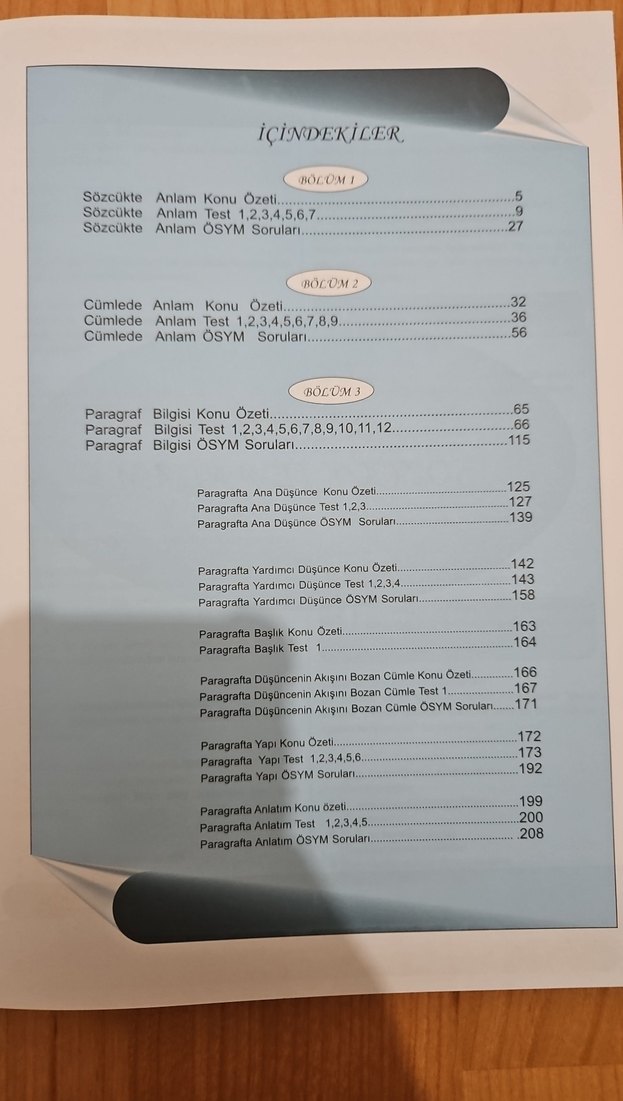 İÇİNDEKİLER
BÖLÜM 1
Sözcükte Anlam Konu Özeti.....................................................5
Sözcükte Anlam Test 1,2,3,4,5,6,7............................................9
Sözcükte Anlam ÖSYM Soruları..............................................27
BÖLÜM 2
Cümlede Anlam Konu Özeti..................................................32
Cümlede Anlam Test 1,2,3,4,5,6,7,8,9......................................36
Cümlede Anlam ÖSYM Soruları.............................................56
BÖLÜM 3
Paragraf Bilgisi Konu Özeti......................................................65
Paragraf Bilgisi Test 1,2,3,4,5,6,7,8,9,10,11,12...........................66
Paragraf Bilgisi ÖSYM Soruları...............................................115
Paragrafta Ana Düşünce Konu Özeti......................................125
Paragrafta Ana Düşünce Test 1,2,3.........................................127
Paragrafta Ana Düşünce ÖSYM Soruları.................................139
Paragrafta Yardımcı Düşünce Konu Özeti................................142
Paragrafta Yardımcı Düşünce Test 1,2,3,4...............................143
Paragrafta Yardımcı Düşünce ÖSYM Soruları..........................158
Paragrafta Başlık Konu Özeti.................................................163
Paragrafta Başlık Test 1........................................................164
Paragrafta Düşüncenin Akışını Bozan Cümle Konu Özeti............166
Paragrafta Düşüncenin Akışını Bozan Cümle Test 1...................167
Paragrafta Düşüncenin Akışını Bozan Cümle ÖSYM Soruları......171
Paragrafta Yapı Konu Özeti...................................................172
Paragrafta Yapı Test 1,2,3,4,5,6.............................................173
Paragrafta Yapı ÖSYM Soruları..............................................192
Paragrafta Anlatım Konu özeti................................................199
Paragrafta Anlatım Test 1,2,3,4,5...........................................200
Paragrafta Anlatım ÖSYM Soruları.........................................208